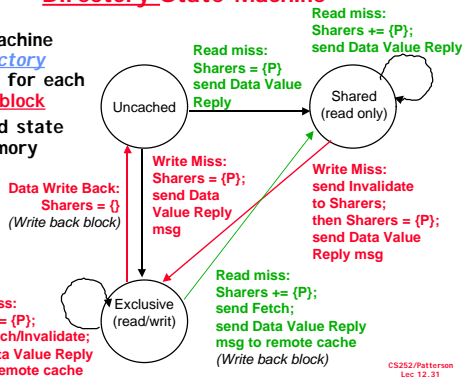 Directory State Machine
achine
ctory
for each
block
d state
mory
Read miss:
Sharers = {P}
send Data Value
Reply
Read miss:
Sharers += {P};
send Data Value Reply
Uncached
Shared
(read only)
Data Write Back:
Sharers = {}
(Write back block)
Write Miss:
Sharers = {P};
send Data
Value Reply
msg
Write Miss:
send Invalidate
to Sharers;
then Sharers = {P};
send Data Value
Reply msg
Exclusive
(read/writ)
Read miss:
Sharers += {P};
send Fetch;
send Data Value Reply
msg to remote cache
(Write back block)
ss:
= {P};
ch/Invalidate;
ta Value Reply
remote cache
CS252/Patterson
Lec 12.31